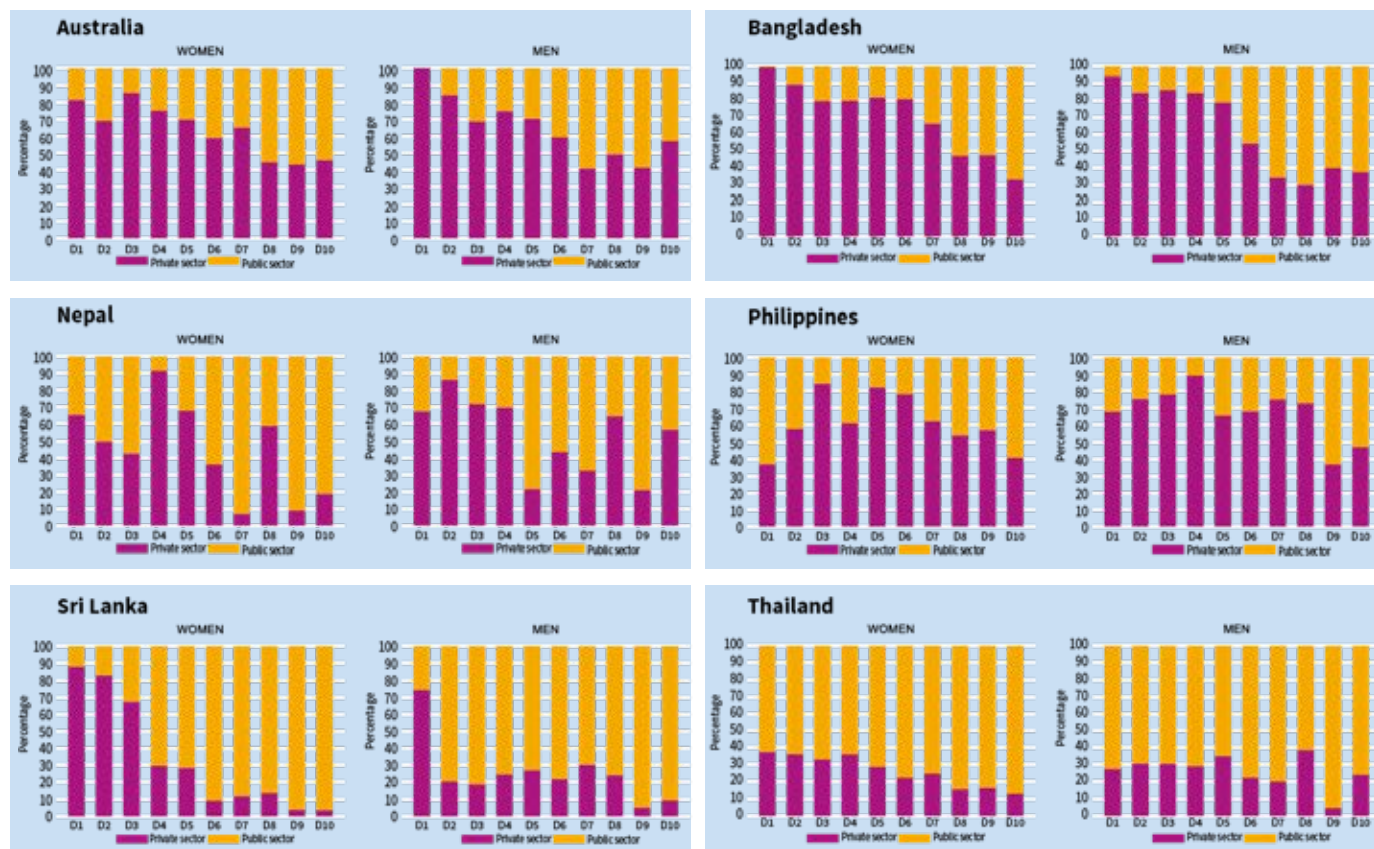 Australia
WOMEN
MEN
Percentage
100
90
80
70
60
50
40
30
20
10
0
D1 D2 D3 D4 D5 D6 D7 D8 D9 D10
Private sector Public sector
Percentage
100
90
80
70
60
50
40
30
20
10
0
D1 D2 D3 D4 D5 D6 D7 D8 D9 D10
Private sector Public sector
Bangladesh
WOMEN
MEN
Percentage
100
90
80
70
60
50
40
30
20
10
0
D1 D2 D3 D4 D5 D6 D7 D8 D9 D10
Private sector Public sector
Percentage
100
90
80
70
60
50
40
30
20
10
0
D1 D2 D3 D4 D5 D6 D7 D8 D9 D10
Private sector Public sector
Nepal
WOMEN
MEN
Percentage
100
90
80
70
60
50
40
30
20
10
0
D1 D2 D3 D4 D5 D6 D7 D8 D9 D10
Private sector Public sector
Percentage
100
90
80
70
60
50
40
30
20
10
0
D1 D2 D3 D4 D5 D6 D7 D8 D9 D10
Private sector Public sector
Philippines
WOMEN
MEN
Percentage
100
90
80
70
60
50
40
30
20
10
0
D1 D2 D3 D4 D5 D6 D7 D8 D9 D10
Private sector Public sector
Percentage
100
90
80
70
60
50
40
30
20
10
0
D1 D2 D3 D4 D5 D6 D7 D8 D9 D10
Private sector Public sector
Sri Lanka
WOMEN
MEN
Percentage
100
90
80
70
60
50
40
30
20
10
0
D1 D2 D3 D4 D5 D6 D7 D8 D9 D10
Private sector Public sector
Percentage
100
90
80
70
60
50
40
30
20
10
0
D1 D2 D3 D4 D5 D6 D7 D8 D9 D10
Private sector Public sector
Thailand
WOMEN
MEN
Percentage
100
90
80
70
60
50
40
30
20
10
0
D1 D2 D3 D4 D5 D6 D7 D8 D9 D10
Private sector Public sector
Percentage
100
90
80
70
60
50
40
30
20
10
0
D1 D2 D3 D4 D5 D6 D7 D8 D9 D10
Private sector Public sector